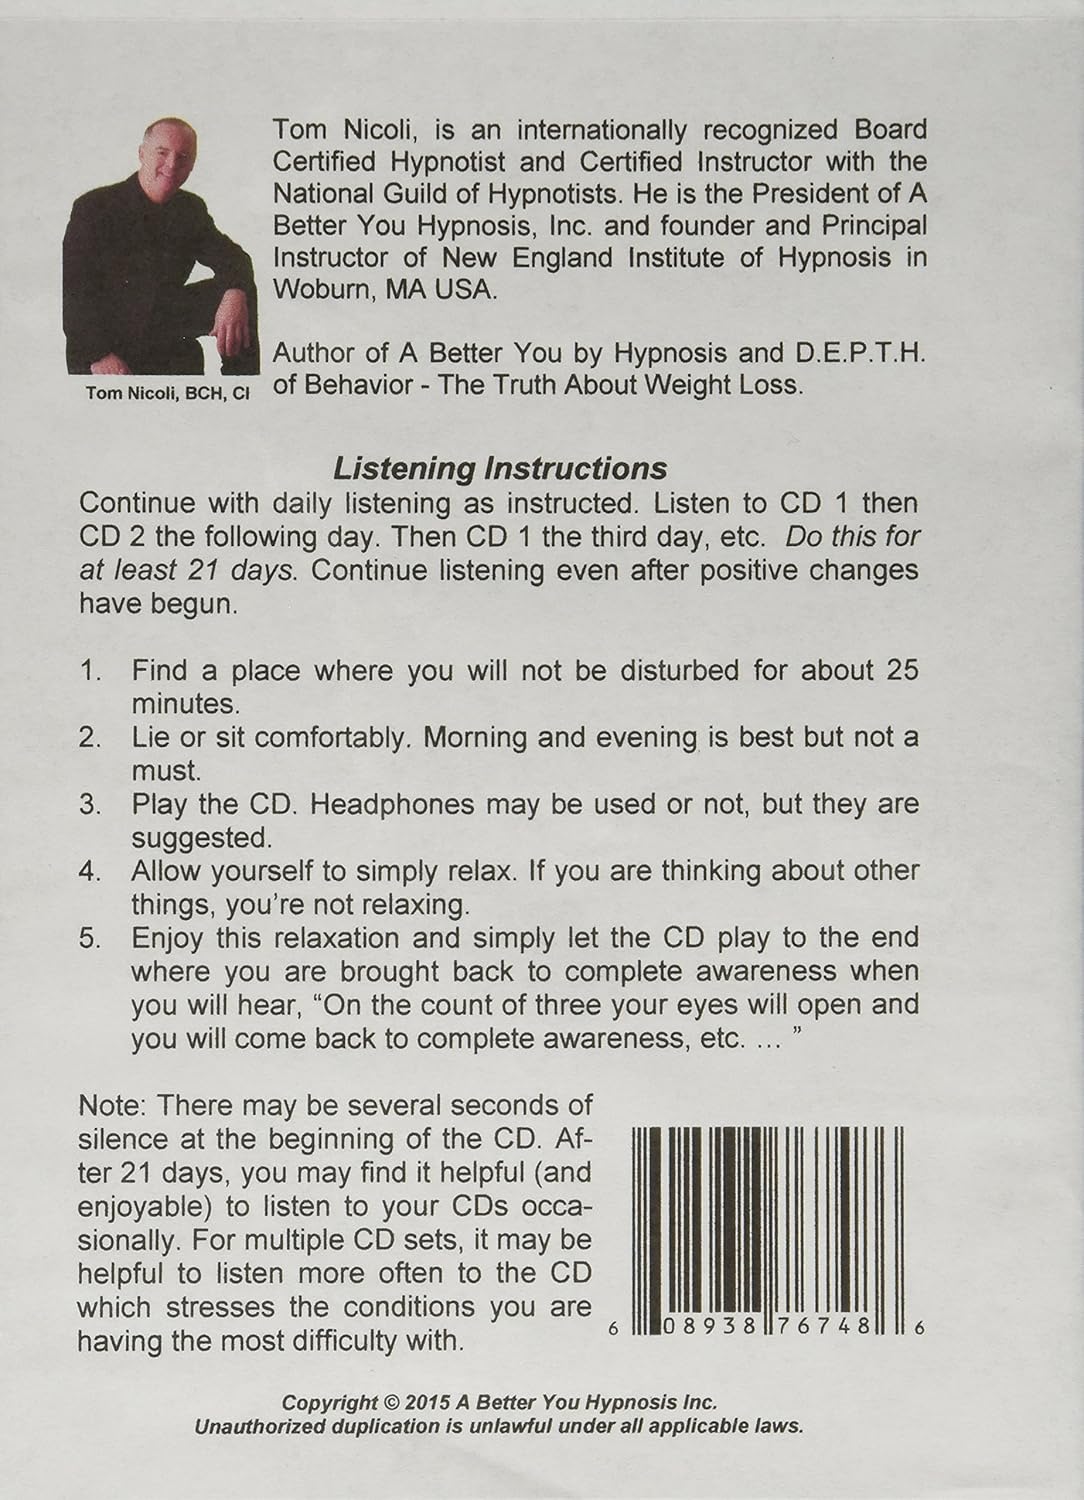 Tom Nicoli, is an internationally recognized Board
Certified Hypnotist and Certified Instructor with the
National Guild of Hypnotists. He is the President of A
Better You Hypnosis, Inc. and founder and Principal
Instructor of New England Institute of Hypnosis in
Woburn, MA USA.
Author of A Better You by Hypnosis and D.E.P.T.H.
of Behavior - The Truth About Weight Loss.
Tom Nicoli, BCH, CI
Listening Instructions
Continue with daily listening as instructed. Listen to CD 1 then
CD 2 the following day. Then CD 1 the third day, etc. Do this for
at least 21 days. Continue listening even after positive changes
have begun.
1. Find a place where you will not be disturbed for about 25
minutes.
2. Lie or sit comfortably. Morning and evening is best but not a
must.
3. Play the CD. Headphones may be used or not, but they are
suggested.
4. Allow yourself to simply relax. If you are thinking about other
things, you're not relaxing.
5. Enjoy this relaxation and simply let the CD play to the end
where you are brought back to complete awareness when
you will hear, “On the count of three your eyes will open and
you will come back to complete awareness, etc. ... ”
Note: There may be several seconds of
silence at the beginning of the CD. Af-
ter 21 days, you may find it helpful (and
enjoyable) to listen to your CDs occa-
sionally. For multiple CD sets, it may be
helpful to listen more often to the CD
which stresses the conditions you are
having the most difficulty with.
6 08938 76748 6
Copyright © 2015 A Better You Hypnosis Inc.
Unauthorized duplication is unlawful under all applicable laws.